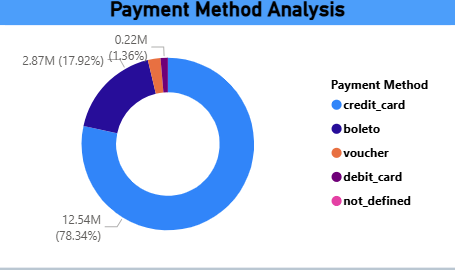 Payment Method Analysis
0.22M
(1.36%)
2.87M (17.92%)
12.54M
(78.34%)
Payment Method
credit_card
boleto
voucher
debit_card
not_defined